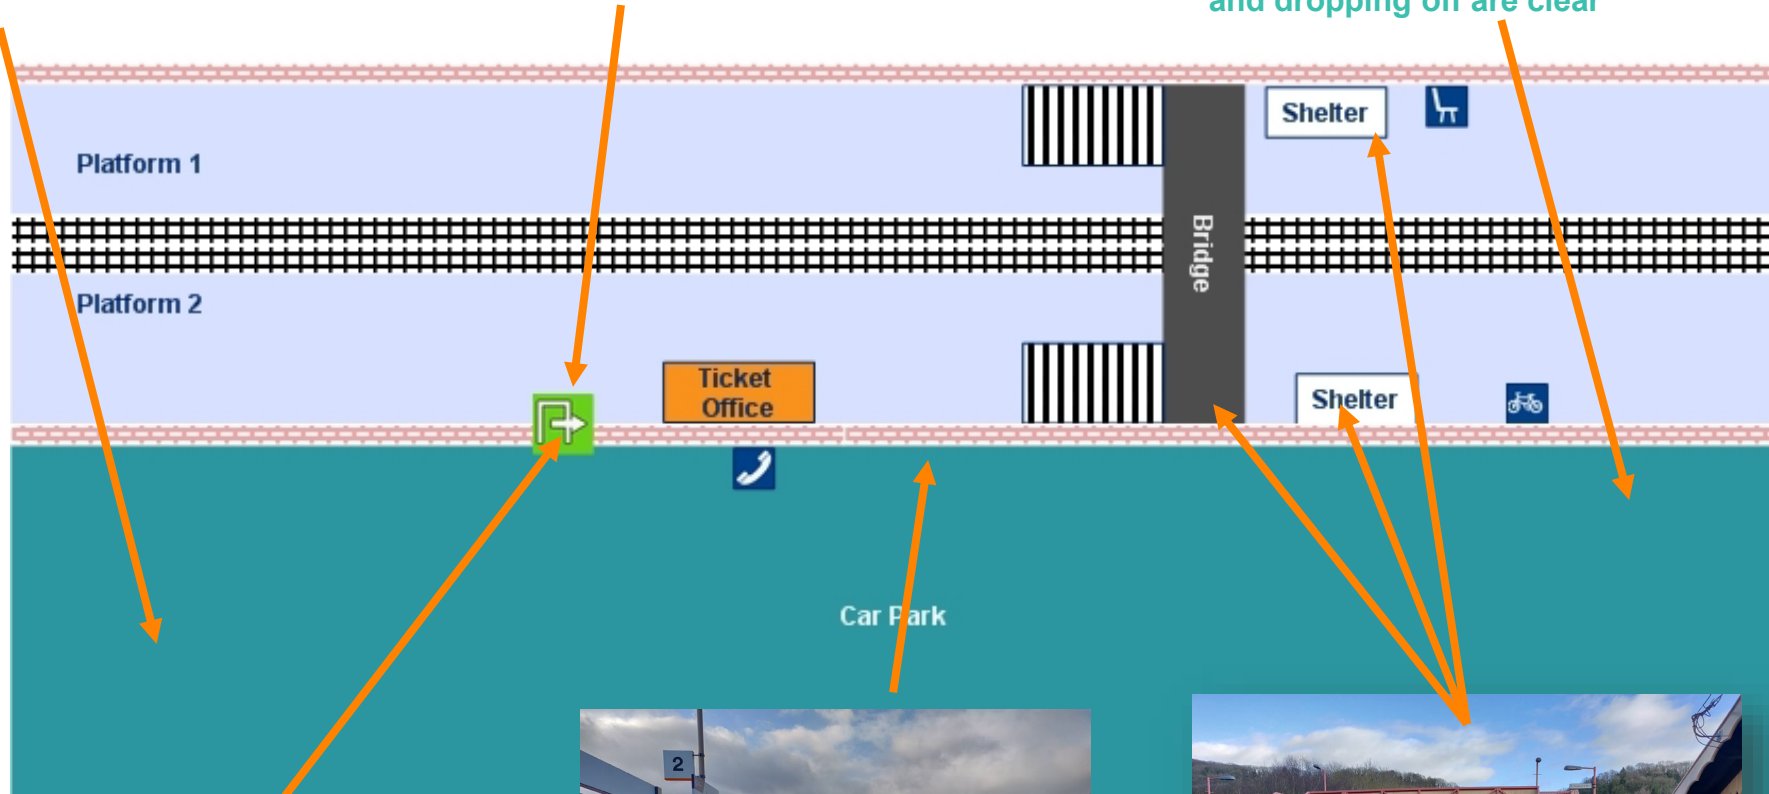 and dropping off are clear
Shelter
Platform 1
Bridge
Platform 2
Ticket
Office
Shelter
Car Park
2